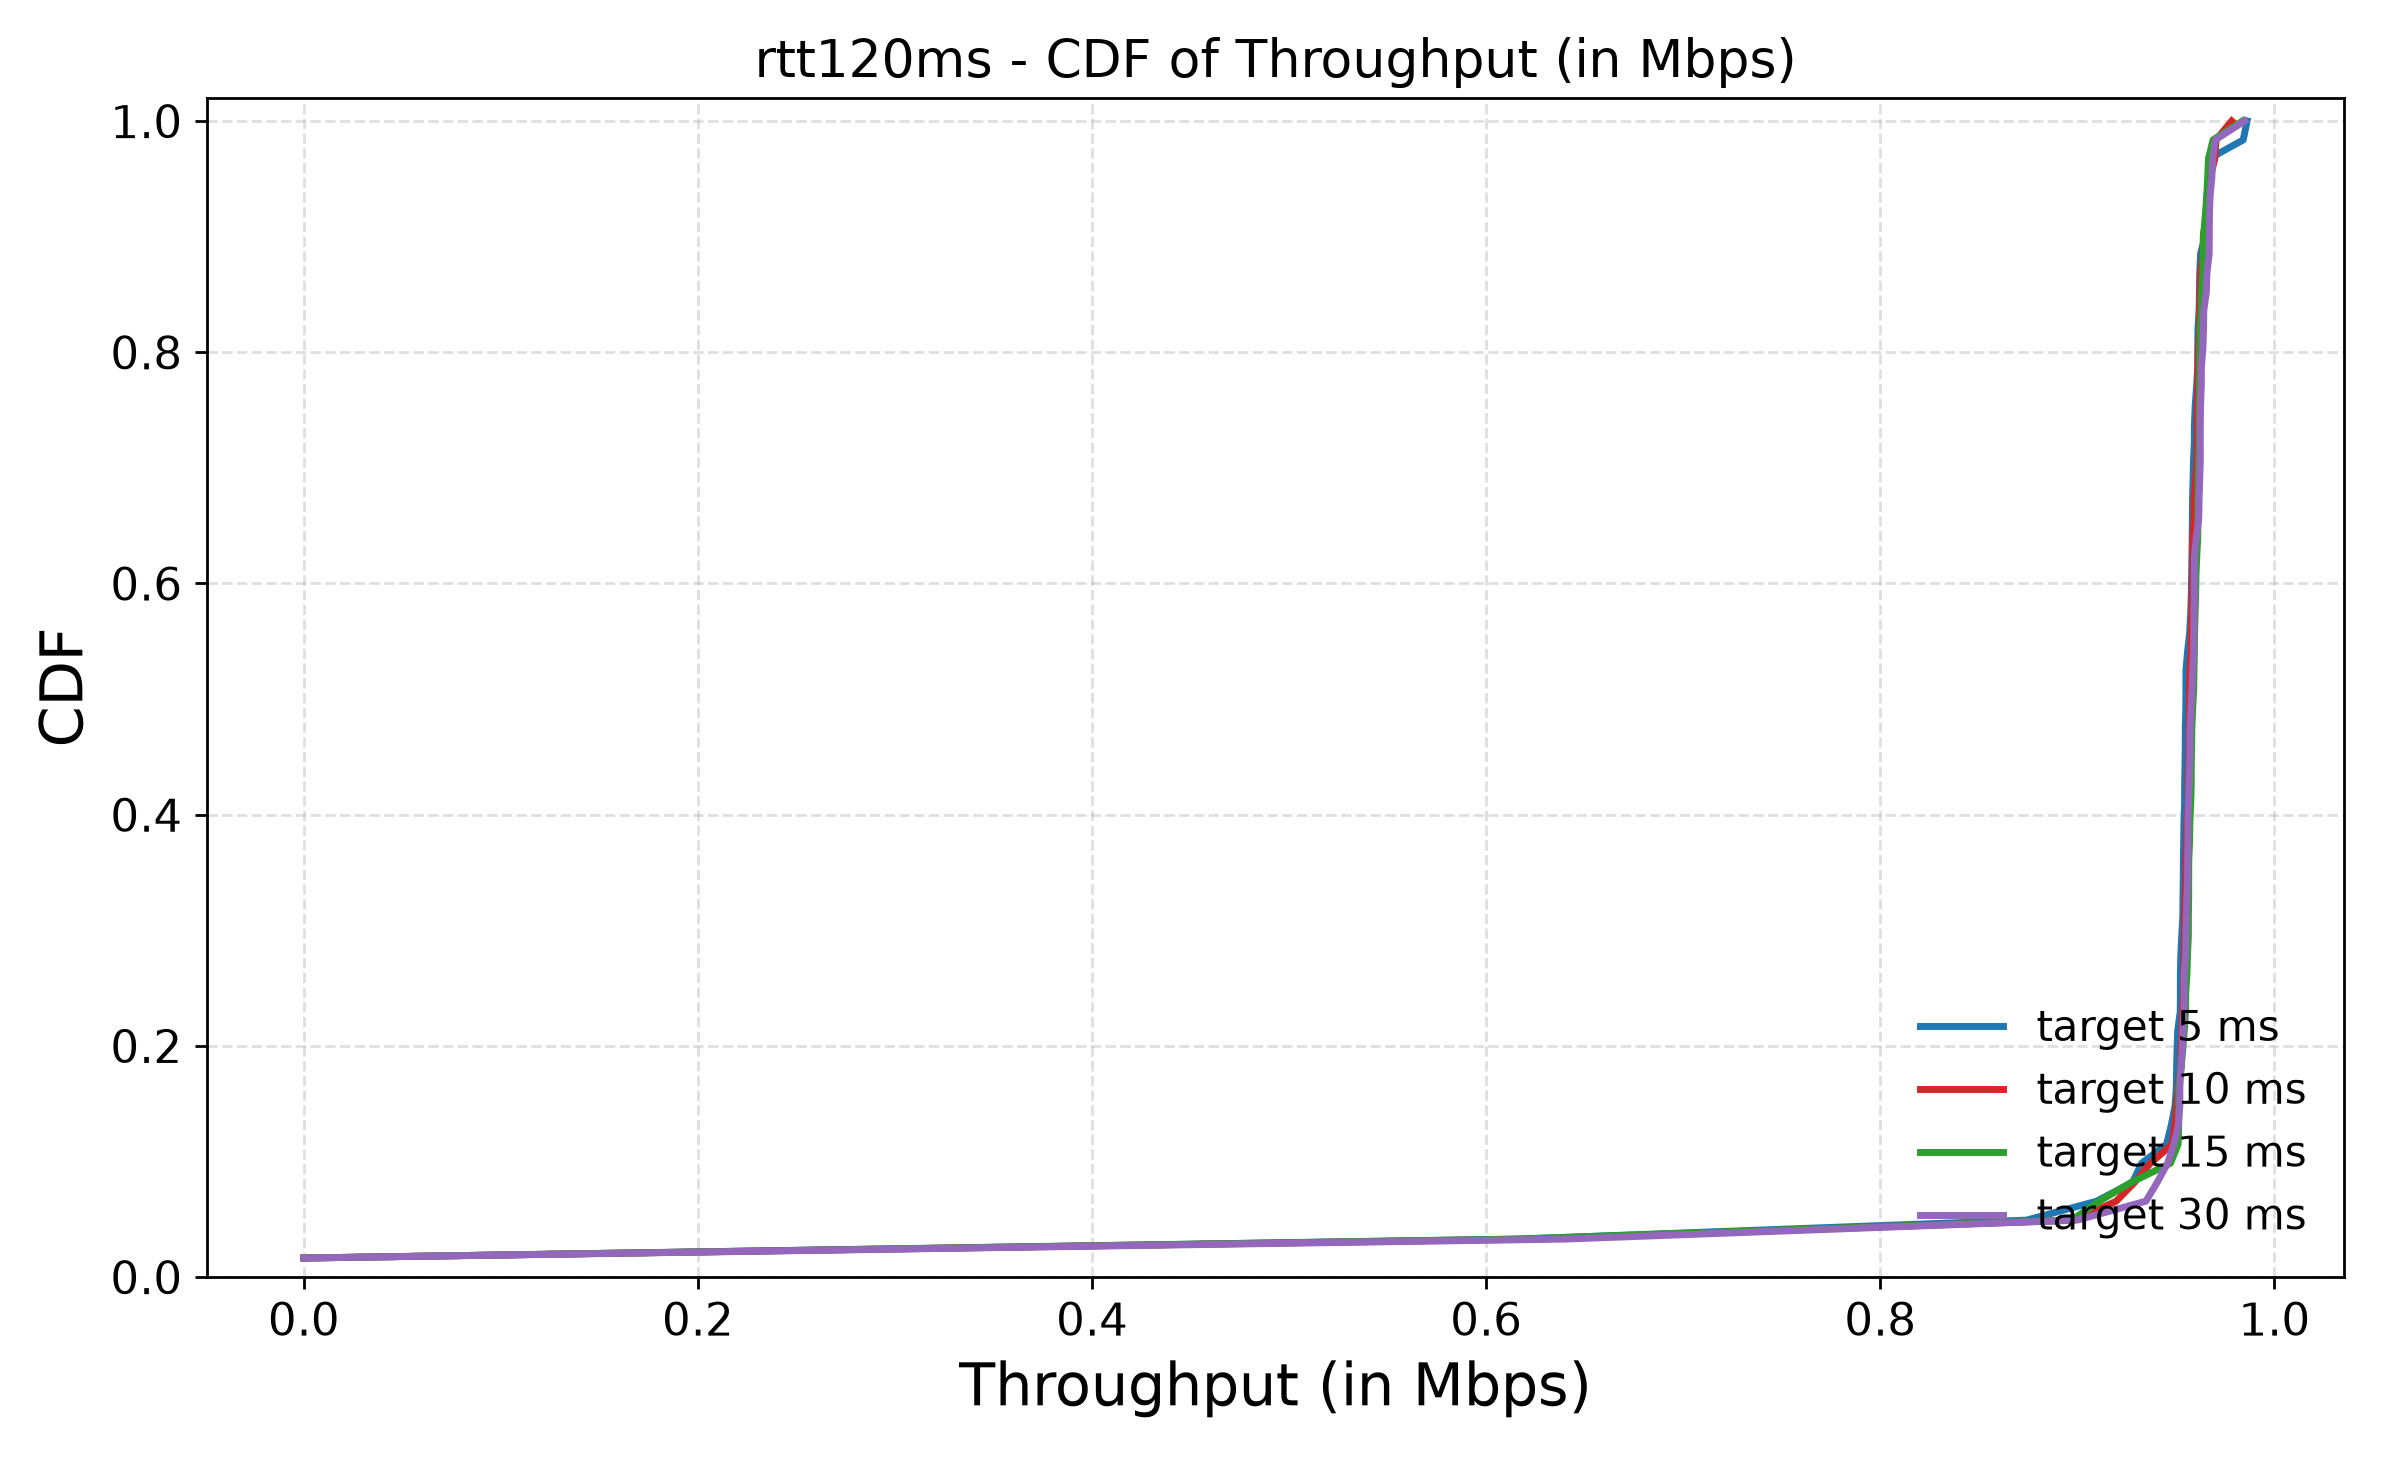 rtt120ms - CDF of Throughput (in Mbps)
1.0
0.8
0.6
0.4
0.2
0.0
CDF
target 5 ms
target 10 ms
target 15 ms
target 30 ms
0.0 0.2 0.4 0.6 0.8 1.0
Throughput (in Mbps)